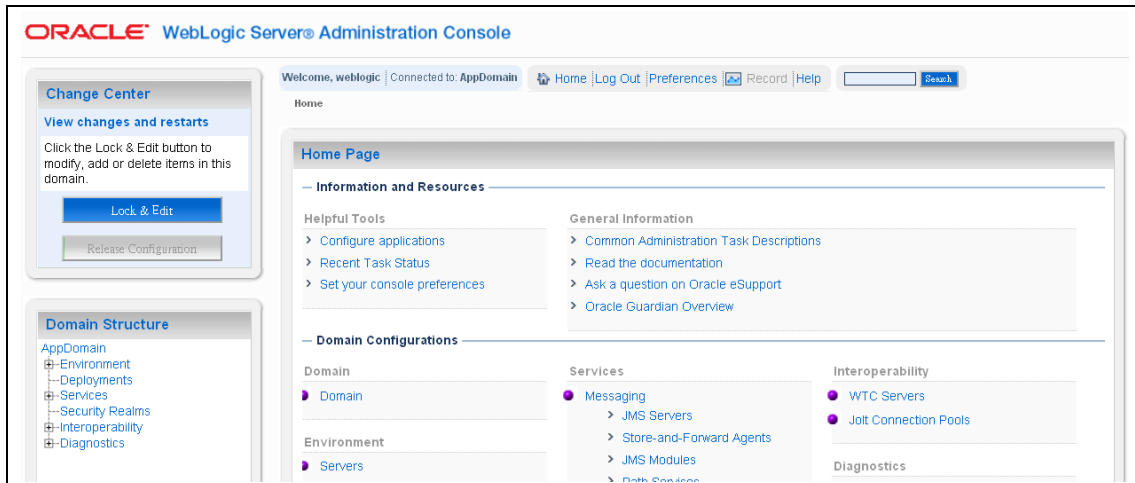 ORACLE WebLogic Server® Administration Console
Change Center
View changes and restarts
Click the Lock & Edit button to
modify, add or delete items in this
domain.
Lock & Edit
Release Configuration
Domain Structure
AppDomain
Environment
Deployments
Services
Security Realms
Interoperability
Diagnostics
Welcome, weblogic Connected to: AppDomain Home Log Out Preferences Record Help Search
Home
Home Page
Information and Resources
Helpful Tools
Configure applications
Recent Task Status
Set your console preferences
General Information
Common Administration Task Descriptions
Read the documentation
Ask a question on Oracle eSupport
Oracle Guardian Overview
Domain Configurations
Domain
Domain
Environment
Servers
Services
Messaging
JMS Servers
Store-and-Forward Agents
JMS Modules
Path Services
Interoperability
WTC Servers
Jolt Connection Pools
Diagnostics